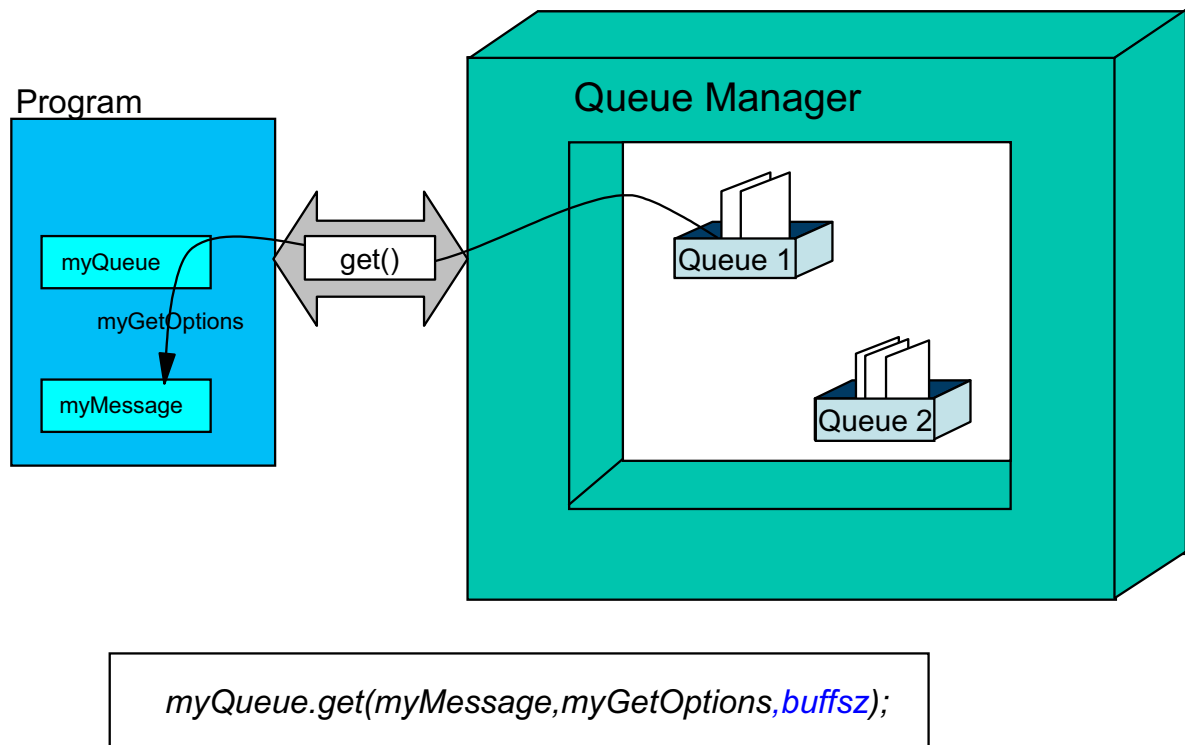 Program
Queue Manager
myQueue
get()
Queue 1
myGetOptions
myMessage
Queue 2
myQueue.get(myMessage,myGetOptions,buffsz);